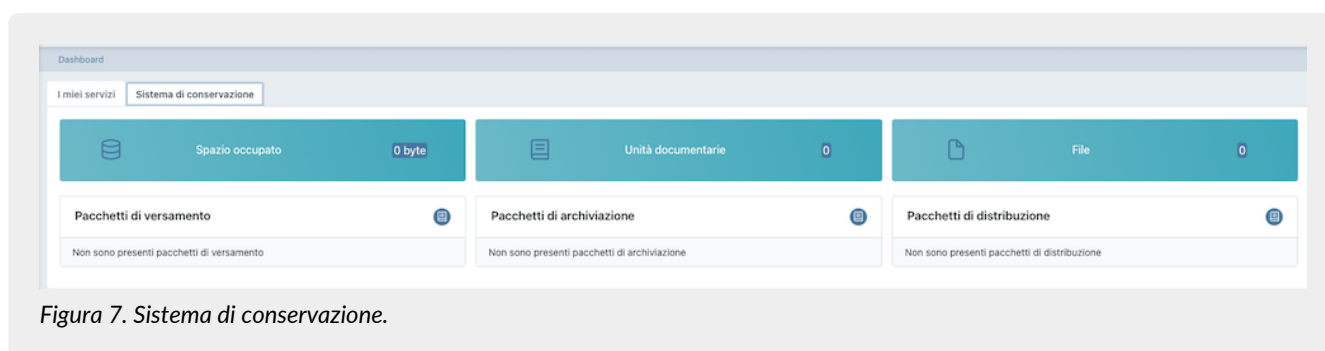 Dashboard
I miei servizi Sistema di conservazione
Spazio occupato 0 byte Unità documentarie 0 File 0
Pacchetti di versamento Pacchetti di archiviazione Pacchetti di distribuzione
Non sono presenti pacchetti di versamento Non sono presenti pacchetti di archiviazione Non sono presenti pacchetti di distribuzione
Figura 7. Sistema di conservazione.